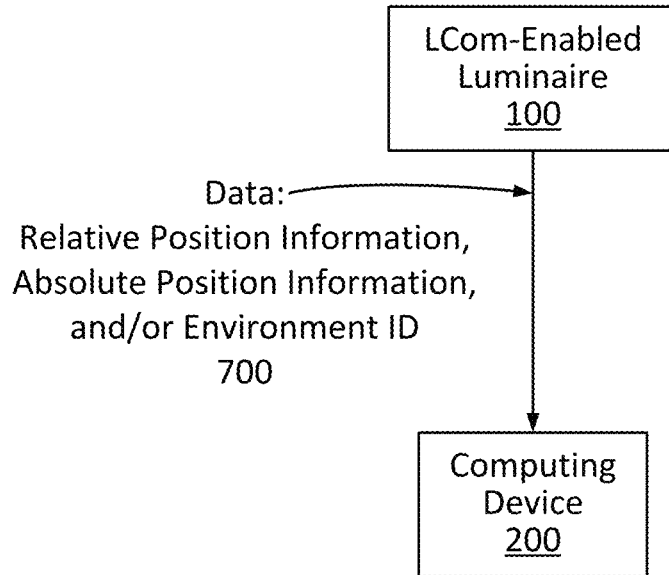 LCom-Enabled
Luminaire
100
Data:
Relative Position Information,
Absolute Position Information,
and/or Environment ID
700
Computing
Device
200